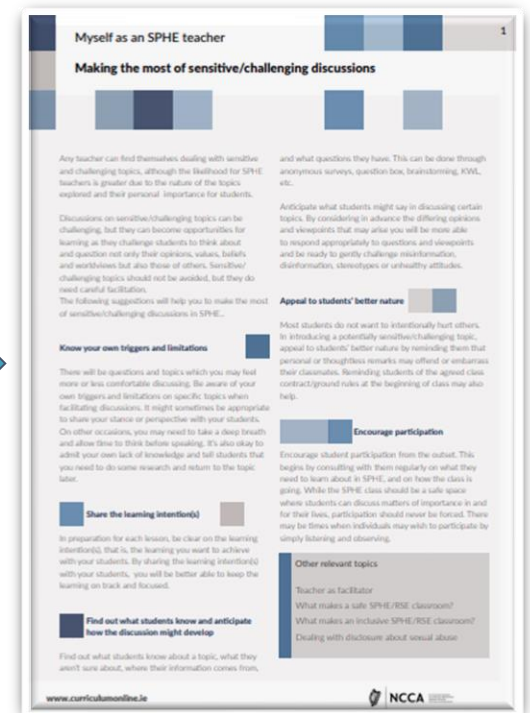 Myself as an SPHE teacher
1
Making the most of sensitive/challenging discussions
Any teacher can find themselves dealing with sensitive
and challenging topics, although the likelihood for SPHE
teachers is greater due to the nature of the topics
explored and their personal importance for students.
Discussions on sensitive/challenging topics can be
challenging, but they can become opportunities for
learning as they challenge students to think about
and question not only their opinions, values, beliefs
and worldviews but also those of others. Sensitive/
challenging topics should not be avoided, but they do
need careful facilitation.
The following suggestions will help you to make the most
of sensitive/challenging discussions in SPHE..
Know your own triggers and limitations
There will be questions and topics which you may feel
more or less comfortable discussing. Be aware of your
own triggers and limitations on specific topics when
facilitating discussions. It might sometimes be appropriate
to share your stance or perspective with your students.
On other occasions, you may need to take a deep breath
and allow time to think before speaking. It's also okay to
admit your own lack of knowledge and tell students that
you need to do some research and return to the topic
later.
Share the learning intention(s)
In preparation for each lesson, be clear on the learning
intention(s), that is, the learning you want to achieve
with your students. By sharing the learning intention(s)
with your students, you will be better able to keep the
learning on track and focused.
Find out what students know and anticipate
how the discussion might develop
Find out what students know about a topic, what they
aren't sure about, where their information comes from,
and what questions they have. This can be done through
anonymous surveys, question box, brainstorming, KWL,
etc.
Anticipate what students might say in discussing certain
topics. By considering in advance the differing opinions
and viewpoints that may arise you will be more able
to respond appropriately to questions and viewpoints
and be ready to gently challenge misinformation,
disinformation, stereotypes or unhealthy attitudes.
Appeal to students' better nature
Most students do not want to intentionally hurt others.
In introducing a potentially sensitive/challenging topic,
appeal to students' better nature by reminding them that
personal or thoughtless remarks may offend or embarrass
their classmates. Reminding students of the agreed class
contract/ground rules at the beginning of class may also
help.
Encourage participation
Encourage student participation from the outset. This
begins by consulting with them regularly on what they
need to learn about in SPHE, and on how the class is
going. While the SPHE class should be a safe space
where students can discuss matters of importance in and
for their lives, participation should never be forced. There
may be times when individuals may wish to participate by
simply listening and observing.
Other relevant topics
Teacher as facilitator
What makes a safe SPHE/RSE classroom?
What makes an inclusive SPHE/RSE classroom?
Dealing with disclosure about sexual abuse
www.curriculumonline.ie
NCCA